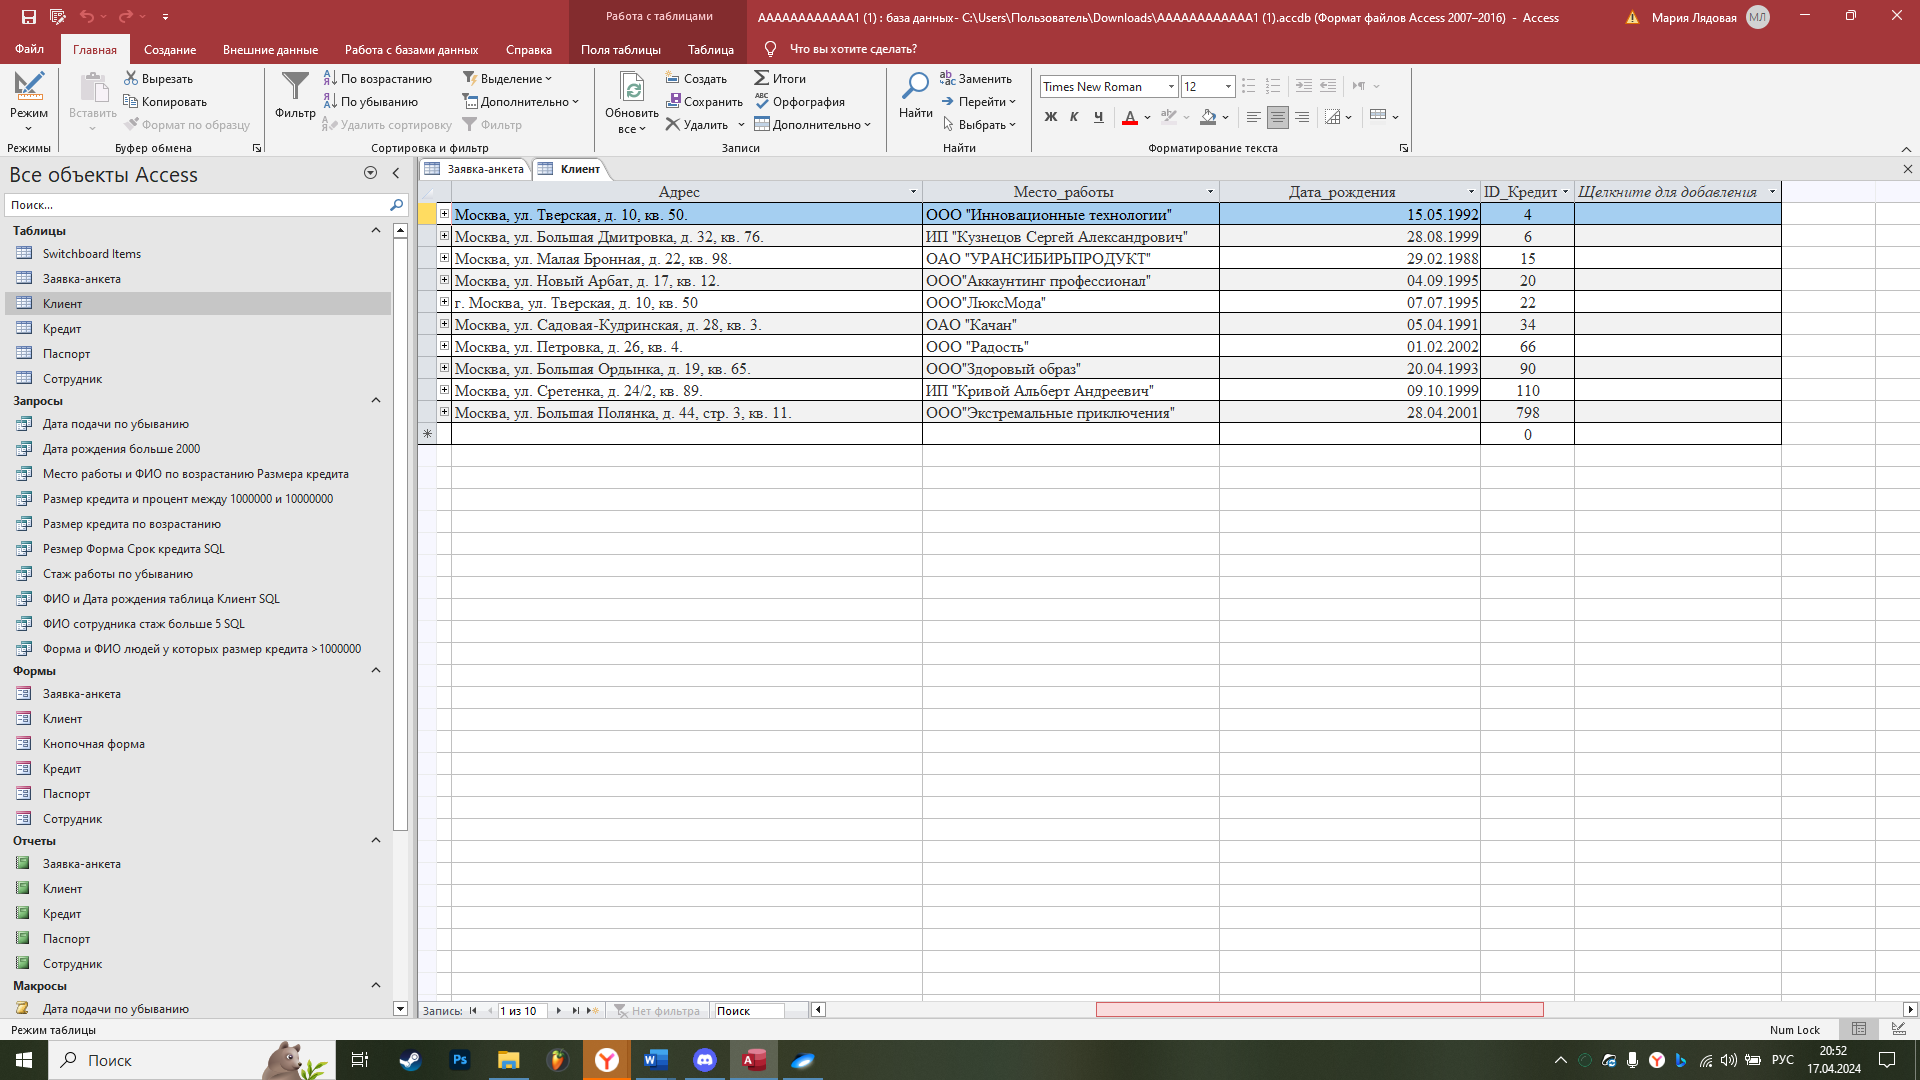 Работа с таблицами
AAAAAAAAAAAA1 (1) : база данных- C:\Users\Пользователь\Downloads\AAAAAAAAAAAA1 (1).accdb (Формат файлов Access 2007–2016) - Access
Мария Лядовая
МЛ
Файл
Главная
Создание
Внешние данные
Работа с базами данных
Справка
Поля таблицы
Таблица
Что вы хотите сделать?
Режим
Режимы
Вставить
Вырезать
Копировать
Формат по образцу
Буфер обмена
Фильтр
По возрастанию
По убыванию
Удалить сортировку
Выделение
Дополнительно
Фильтр
Сортировка и фильтр
Обновить все
Создать
Сохранить
Удалить
Итоги
Орфография
Дополнительно
Записи
Найти
Заменить
Перейти
Выбрать
Найти
Times New Roman
12
Ж К Ч
Форматирование текста
Все объекты Access
Поиск...
Таблицы
Switchboard Items
Заявка-анкета
Клиент
Кредит
Паспорт
Сотрудник
Запросы
Дата подачи по убыванию
Дата рождения больше 2000
Место работы и ФИО по возрастанию Размера кредита
Размер кредита и процент между 1000000 и 10000000
Размер кредита по возрастанию
Резмер Форма Срок кредита SQL
Стаж работы по убыванию
ФИО и Дата рождения таблица Клиент SQL
ФИО сотрудника стаж больше 5 SQL
Форма и ФИО людей у которых размер кредита >1000000
Формы
Заявка-анкета
Клиент
Кнопочная форма
Кредит
Паспорт
Сотрудник
Отчеты
Заявка-анкета
Клиент
Кредит
Паспорт
Сотрудник
Макросы
Дата подачи по убыванию
Заявка-анкета
Клиент
Адрес Место_работы Дата_рождения ID_Кредит Щелкните для добавления
Москва, ул. Тверская, д. 10, кв. 50. ООО "Инновационные технологии" 15.05.1992 4
Москва, ул. Большая Дмитровка, д. 32, кв. 76. ИП "Кузнецов Сергей Александрович" 28.08.1999 6
Москва, ул. Малая Бронная, д. 22, кв. 98. ОАО "УРАНСИБИРЬПРОДУКТ" 29.02.1988 15
Москва, ул. Новый Арбат, д. 17, кв. 12. ООО"Аккаунтинг профессионал" 04.09.1995 20
г. Москва, ул. Тверская, д. 10, кв. 50 ООО"ЛюксМода" 07.07.1995 22
Москва, ул. Садовая-Кудринская, д. 28, кв. 3. ОАО "Качан" 05.04.1991 34
Москва, ул. Петровка, д. 26, кв. 4. ООО "Радость" 01.02.2002 66
Москва, ул. Большая Ордынка, д. 19, кв. 65. ООО"Здоровый образ" 20.04.1993 90
Москва, ул. Сретенка, д. 24/2, кв. 89. ИП "Кривой Альберт Андреевич" 09.10.1999 110
Москва, ул. Большая Полянка, д. 44, стр. 3, кв. 11. ООО"Экстремальные приключения" 28.04.2001 798
0
Запись: 1 из 10 Нет фильтра Поиск
Режим таблицы
Num Lock
Поиск
РУС
20:52
17.04.2024